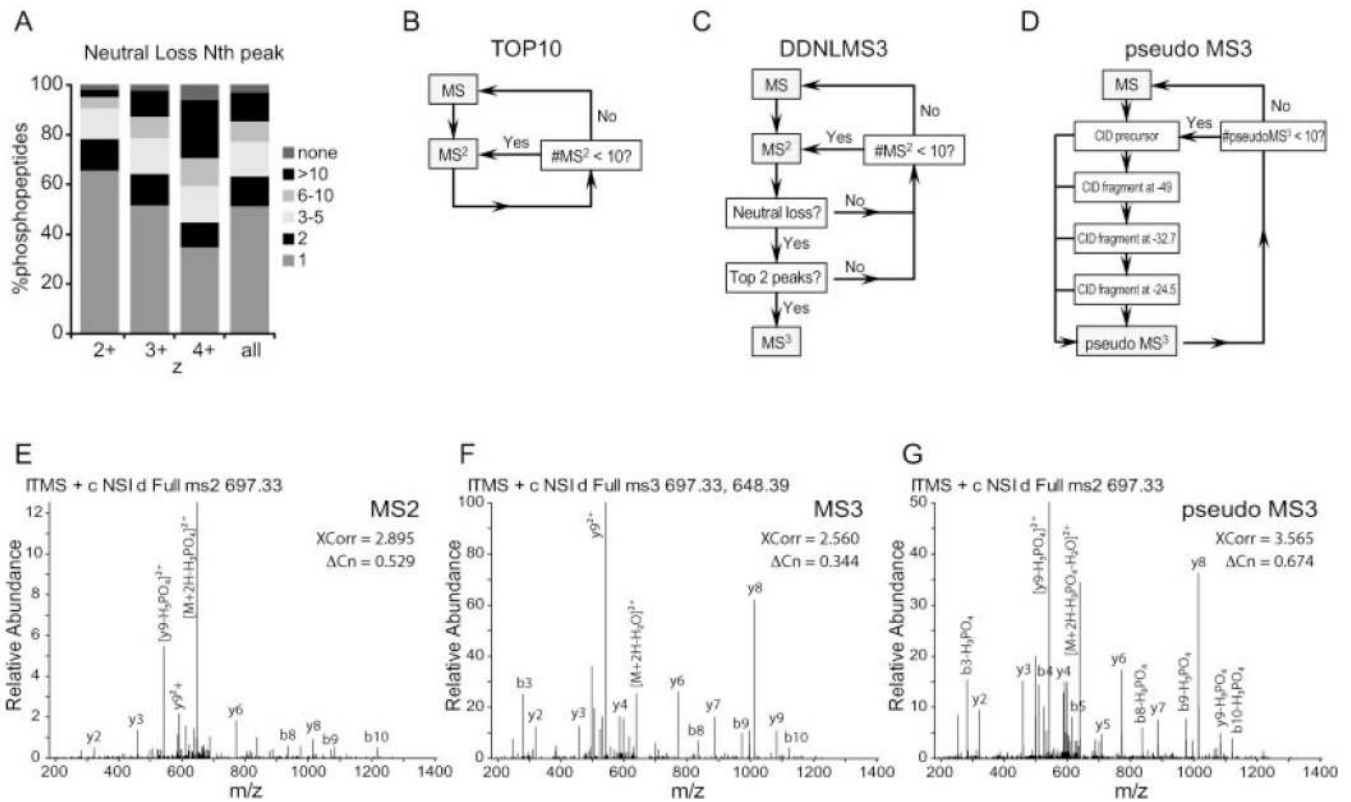 A
Neutral Loss Nth peak
%phosphopeptides
100
80
60
40
20
0
2+ 3+ 4+ all
z
none
>10
6-10
3-5
2
1
B
TOP10
MS
No
MS²
Yes
#MS² < 10?
C
DDNLMS3
MS
No
MS²
Yes
#MS² < 10?
Neutral loss?
No
Yes
Top 2 peaks?
No
Yes
MS³
D
pseudo MS3
MS
No
CID precursor
Yes
#pseudoMS³ < 10?
CID fragment at -49
CID fragment at -32.7
CID fragment at -24.5
pseudo MS³
E
ITMS + c NSI d Full ms2 697.33
MS2
XCorr = 2.895
ΔCn = 0.529
Relative Abundance
12
10
8
6
4
2
0
y2
y3
[y9-H₃PO₄]²⁺
y9²+
[M+2H-H₃PO₄]²⁺
y6
b8
y8
b9
b10
200 400 600 800 1000 1200 1400
m/z
F
ITMS + c NSI d Full ms3 697.33, 648.39
MS3
XCorr = 2.560
ΔCn = 0.344
Relative Abundance
100
80
60
40
20
0
b3
y2
y3
y9²⁺
y4
[M+2H-H₂O]²⁺
y6
b8
y7
b9
y8
y9
b10
200 400 600 800 1000 1200 1400
m/z
G
ITMS + c NSI d Full ms2 697.33
pseudo MS3
XCorr = 3.565
ΔCn = 0.674
Relative Abundance
50
40
30
20
10
0
b3-H₃PO₄
y2
y3
[y9-H₃PO₄]²⁺
b4
y4
b5
[M+2H-H₃PO₄-H₂O]²⁺
y5
y6
b8-H₃PO₄
y7
b9-H₃PO₄
y8
y9-H₃PO₄
b10-H₃PO₄
200 400 600 800 1000 1200 1400
m/z